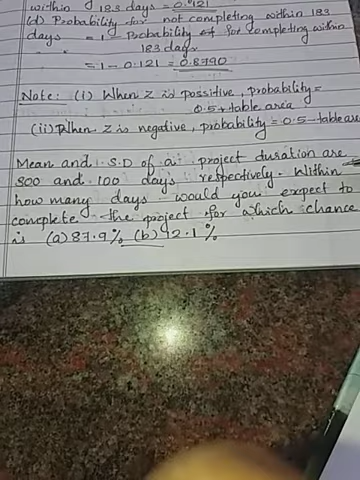 within 183 days = 0.121
(d) Probability for not completing within 183
days = 1 - Probability of for completing within
183 days
= 1 - 0.121 = 0.8790
Note: (i) When z is possitive, probability =
0.5 + table area
(ii) When z is negative, probability = 0.5 - table area
Mean and S.D of a project duration are
300 and 100 days respectively. Within
how many days would you expect to
complete the project for which chance
is (a) 87.9% (b) 92.1%